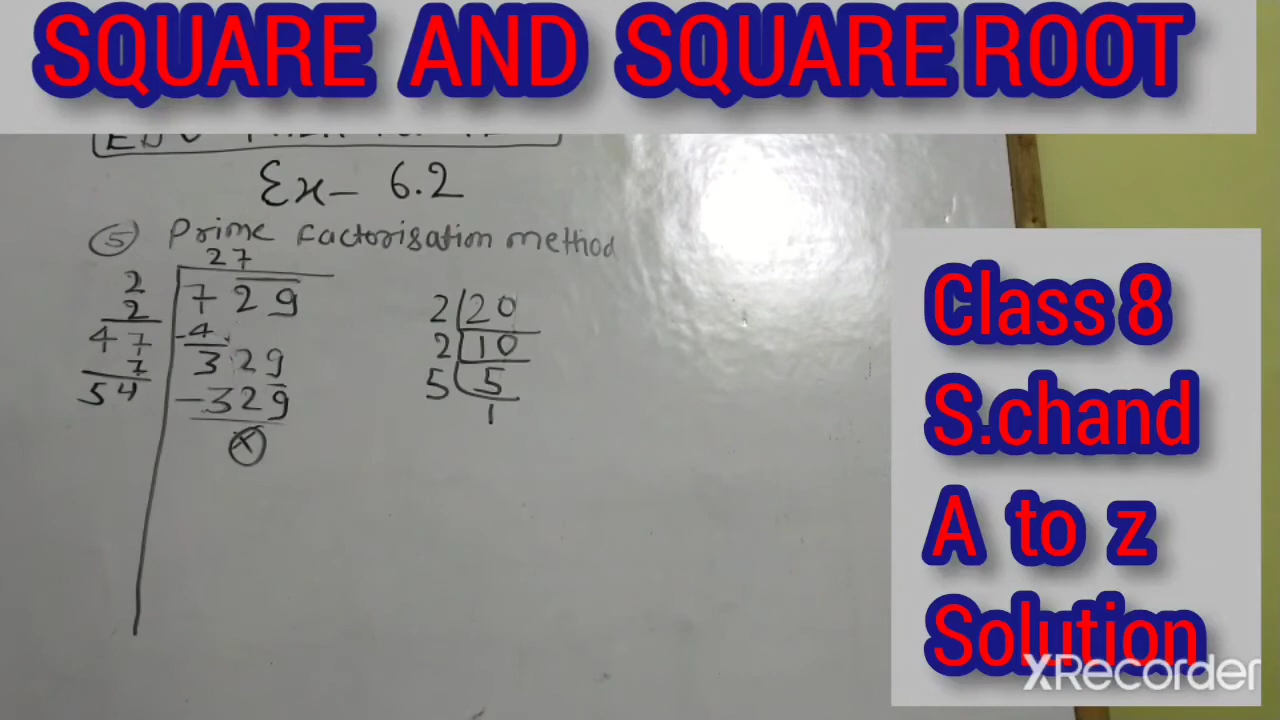 SQUARE AND SQUARE ROOT
Ex- 6.2
⑤ Prime factorisation method
27
2 729
2
47 -4
7 329
54 -329
×
2 20
2 10
5 5
1
Class 8
S.chand
A to z
Solution
XRecorder